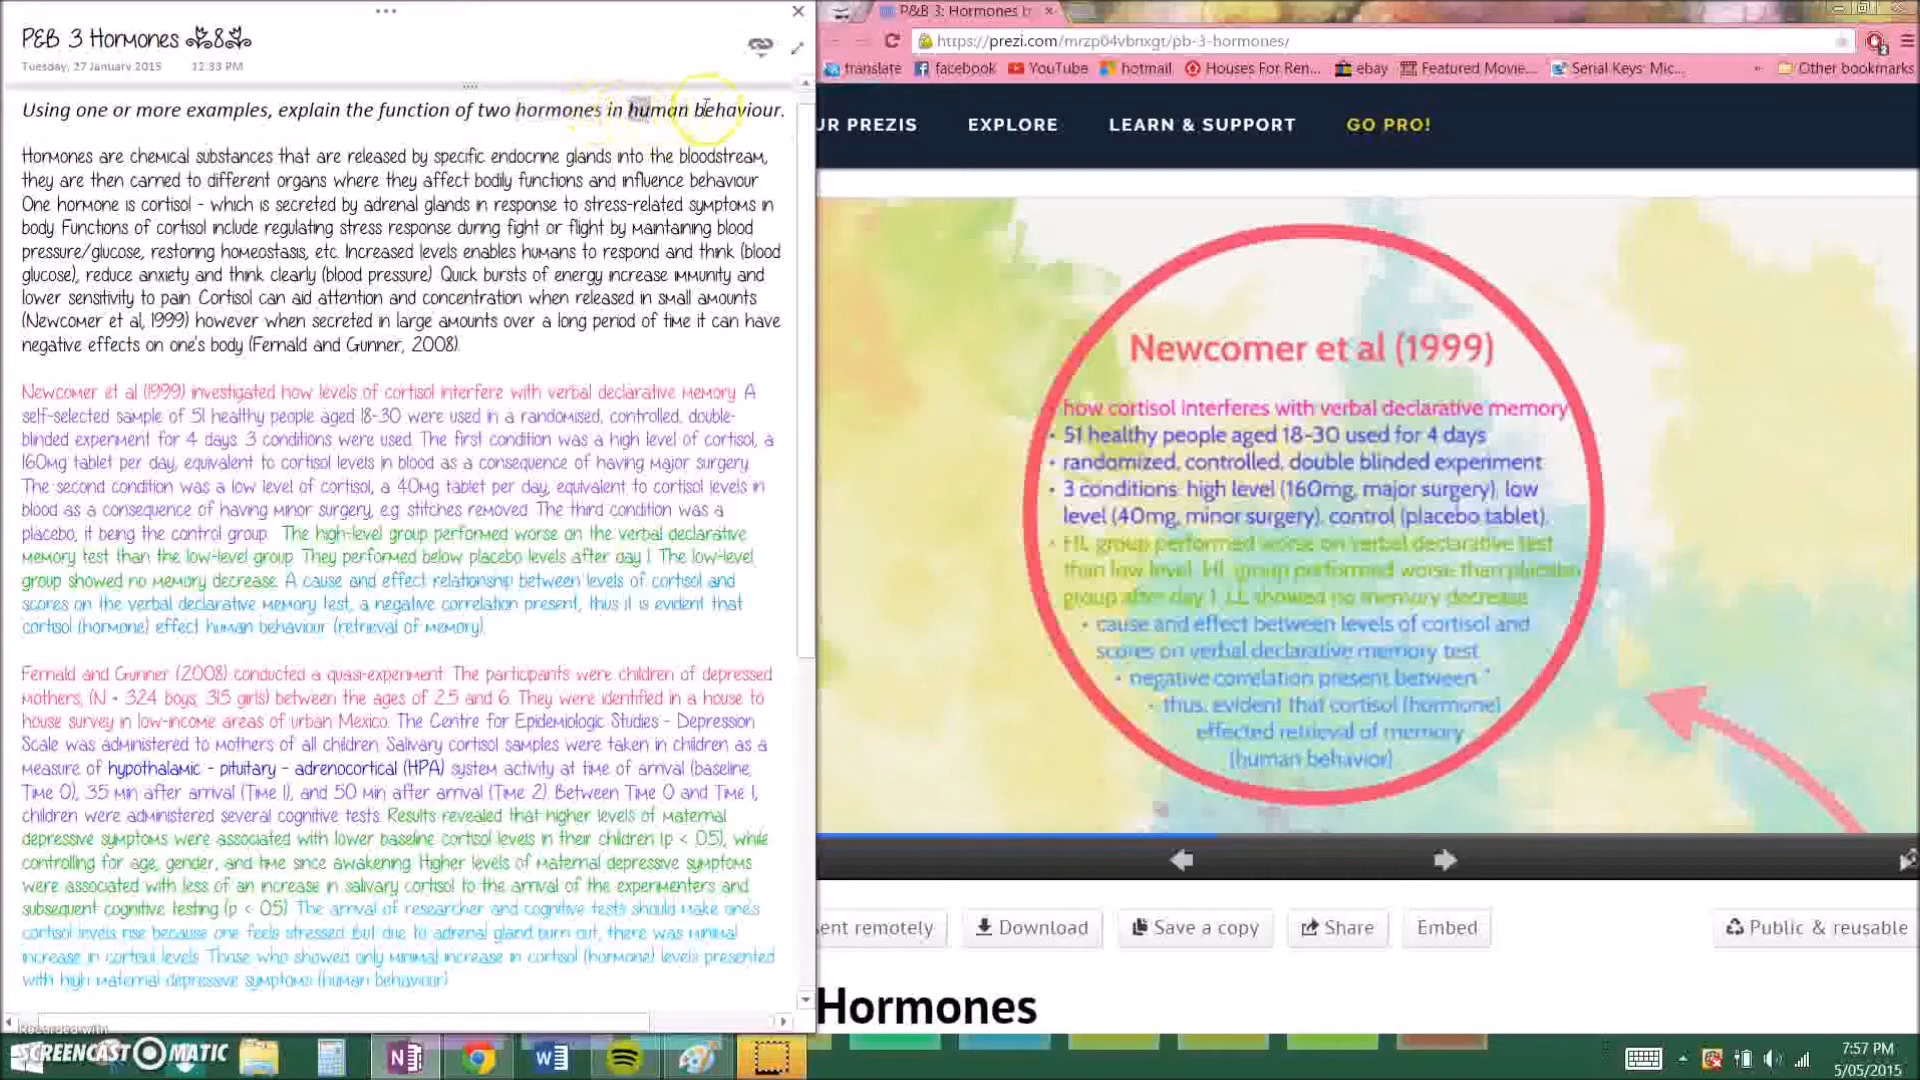 P&B 3 Hormones
Tuesday, 27 January 2015 12:33 PM
Using one or more examples, explain the function of two hormones in human behaviour.
Hormones are chemical substances that are released by specific endocrine glands into the bloodstream,
they are then carried to different organs where they affect bodily functions and influence behaviour
One hormone is cortisol - which is secreted by adrenal glands in response to stress-related symptoms in
body. Functions of cortisol include regulating stress response during fight or flight by maintaining blood
pressure/glucose, restoring homeostasis, etc. Increased levels enables humans to respond and think (blood
glucose), reduce anxiety and think clearly (blood pressure). Quick bursts of energy increase immunity and
lower sensitivity to pain. Cortisol can aid attention and concentration when released in small amounts
(Newcomer et al, 1999) however when secreted in large amounts over a long period of time it can have
negative effects on one's body (Fernald and Gunner, 2008).
Newcomer et al (1999) investigated how levels of cortisol interfere with verbal declarative memory. A
self-selected sample of 51 healthy people aged 18-30 were used in a randomised, controlled, double-
blinded experiment for 4 days. 3 conditions were used. The first condition was a high level of cortisol, a
160mg tablet per day, equivalent to cortisol levels in blood as a consequence of having major surgery.
The second condition was a low level of cortisol, a 40mg tablet per day, equivalent to cortisol levels in
blood as a consequence of having minor surgery, e.g. stitches removed. The third condition was a
placebo, it being the control group. The high-level group performed worse on the verbal declarative
memory test than the low-level group. They performed below placebo levels after day 1. The low-level
group showed no memory decrease. A cause and effect relationship between levels of cortisol and
scores on the verbal declarative memory test, a negative correlation present, thus it is evident that
cortisol (hormone) effect human behaviour (retrieval of memory).
Fernald and Gunner (2008) conducted a quasi-experiment. The participants were children of depressed
mothers, (N = 324 boys, 315 girls) between the ages of 2.5 and 6. They were identified in a house to
house survey in low-income areas of urban Mexico. The Centre for Epidemiologic Studies - Depression
Scale was administered to mothers of all children. Salivary cortisol samples were taken in children as a
measure of hypothalamic - pituitary - adrenocortical (HPA) system activity at time of arrival (baseline,
Time 0), 35 min after arrival (Time 1), and 50 min after arrival (Time 2). Between Time 0 and Time 1,
children were administered several cognitive tests. Results revealed that higher levels of maternal
depressive symptoms were associated with lower baseline cortisol levels in their children (p < .05), while
controlling for age, gender, and time since awakening. Higher levels of maternal depressive symptoms
were associated with less of an increase in salivary cortisol to the arrival of the experimenters and
subsequent cognitive testing (p < .05). The arrival of researcher and cognitive tests should make one's
cortisol levels rise because one feels stressed but due to adrenal gland burn out, there was minimal
increase in cortisol levels. Those who showed only minimal increase in cortisol (hormone) levels presented
with high maternal depressive symptoms (human behaviour)
P&B 3: Hormones b
https://prezi.com/mrzp04vbnxgt/pb-3-hormones/
translate facebook YouTube hotmail Houses For Ren... ebay Featured Movie... Serial Keys: Mic... » Other bookmarks
UR PREZIS EXPLORE LEARN & SUPPORT GO PRO!
Newcomer et al (1999)
• how cortisol interferes with verbal declarative memory
• 51 healthy people aged 18-30 used for 4 days
• randomized, controlled, double blinded experiment
• 3 conditions: high level (160mg, major surgery), low
level (40mg, minor surgery), control (placebo tablet).
• HL group performed worse on verbal declarative test
than low level. HL group performed worse than placebo
group after day 1. LL showed no memory decrease
• cause and effect between levels of cortisol and
scores on verbal declarative memory test
• negative correlation present between "
• thus, evident that cortisol (hormone)
effected retrieval of memory
(human behavior)
ent remotely Download Save a copy Share Embed Public & reusable
Hormones
SCREENCAST O MATIC
7:57 PM
5/05/2015